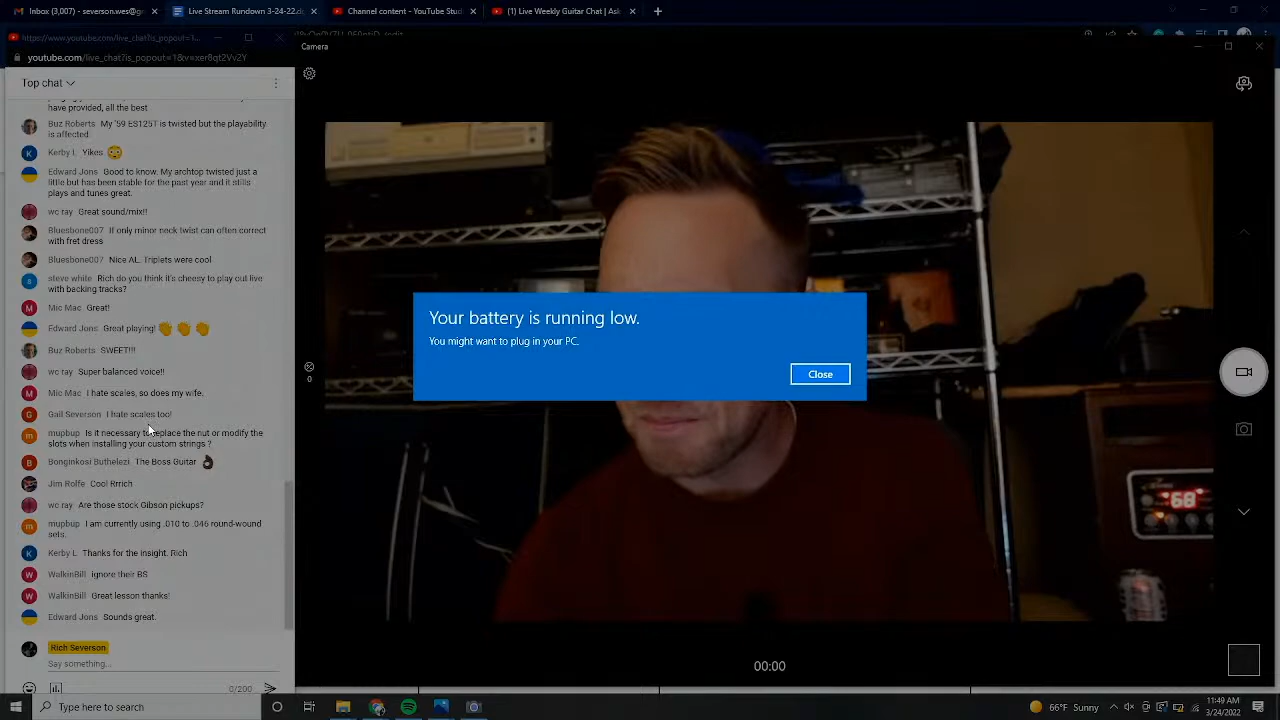 Inbox (3,007) - severson.wes@g
Live Stream Rundown 3-24-22.d
Channel content - YouTube Stud
(1) Live Weekly Guitar Chat | Ask
https://www.youtube.com/live_chat?is_popout=1
youtube.com/live_chat?is_popout=1&v=xer8qt2Vv2Y
Camera
Top chat
have provided, all the best
Buz Roberts My '59 ES125T is twisted but the playability
is affected.
Kerby L Yikes
Edward Jons Good to know. My archtop twisted just a
little but has been stable for the past year and it stills
plays and tunes great.
wc ray Great sound/mix!!
Bluesbone007 If only minor neck twist can often correct
with fret dress
Bluesbone007 Nice AL. Triplets were cool
steve white Rich do you think it's cheesy to play out live
with backing tracks?
Mic Mac Great!
Edward Jons Great playing!
Buz Roberts SWEET!!!
wc ray Super balanced voice!!
Mic Mac I hate scales, so does my wife.
Gail Severson I hate scales too!
mupbup Is it necessary to replace the nut or modify the
slots when installing your custom strings ?
Bonginkosi Buthelezi The Boss Guitar
Jim Rolfe Cool Rrrich
wc ray Are those stock Gibson pickups?
mupbup I am currently using .010 to .046 round-wound
sets.
Kerby L Thanks for the insight. Rich
WalkinBill ignore their BS
WalkinBill Great lesson thanks!
Edward Jons Sounds great.
Rich Severson
Say something...
0/200
Your battery is running low.
You might want to plug in your PC.
Close
0
68
00:00
Type here to search
66°F Sunny
11:49 AM
3/24/2022